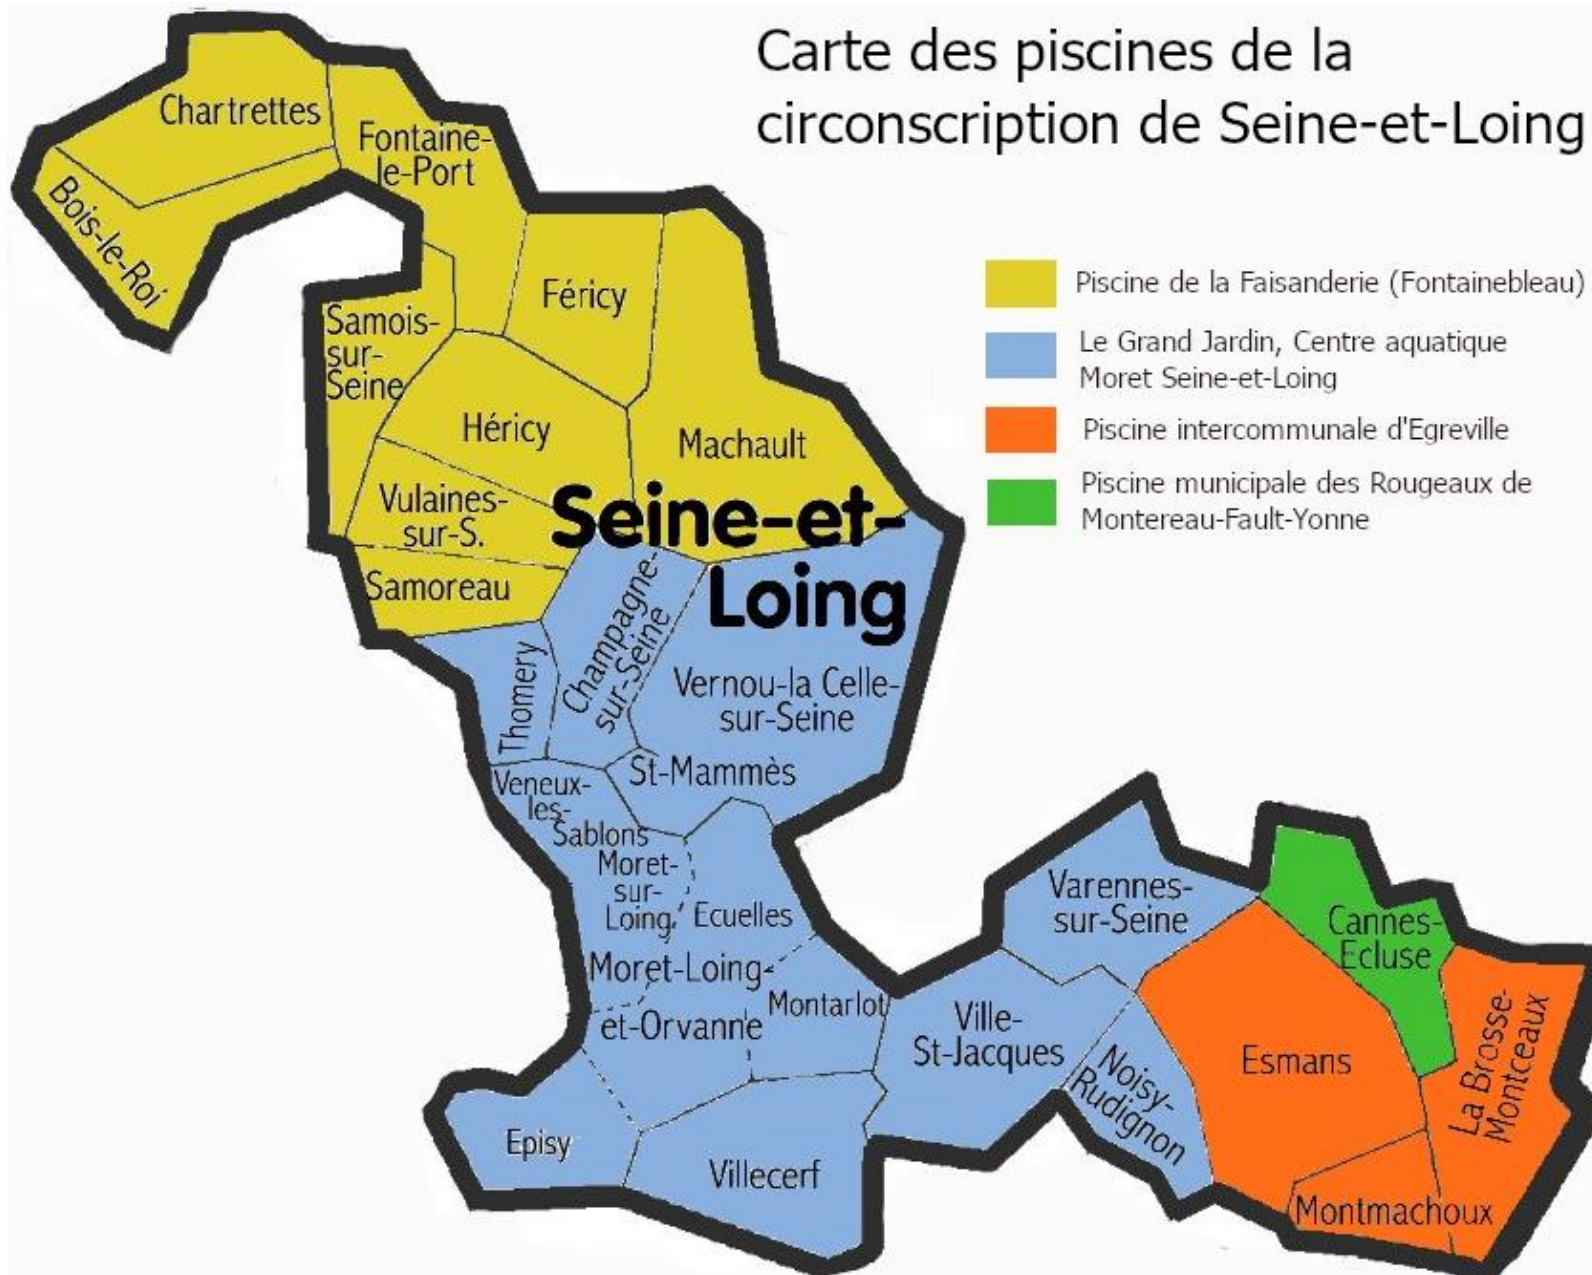 Carte des piscines de la
circonscription de Seine-et-Loing
Chartrettes
Fontaine-
le-Port
Bois-le-Roi
Féricy
Samois-
sur-
Seine
Héricy
Machault
Vulaines-
sur-S.
Samoreau
Seine-et-
Loing
Piscine de la Faisanderie (Fontainebleau)
Le Grand Jardin, Centre aquatique
Moret Seine-et-Loing
Piscine intercommunale d'Egreville
Piscine municipale des Rougeaux de
Montereau-Fault-Yonne
Thomery
Champagne-
sur-Seine
Vernou-la Celle-
sur-Seine
St-Mammès
Veneux-
les-
Sablons
Moret-
sur-
Loing
Ecuelles
Moret-Loing-
et-Orvanne
Montarlot
Episy
Villecerf
Ville-
St-Jacques
Varennes-
sur-Seine
Noisy-
Rudignon
Esmans
Cannes-
Ecluse
La Brosse-
Montceaux
Montmachoux